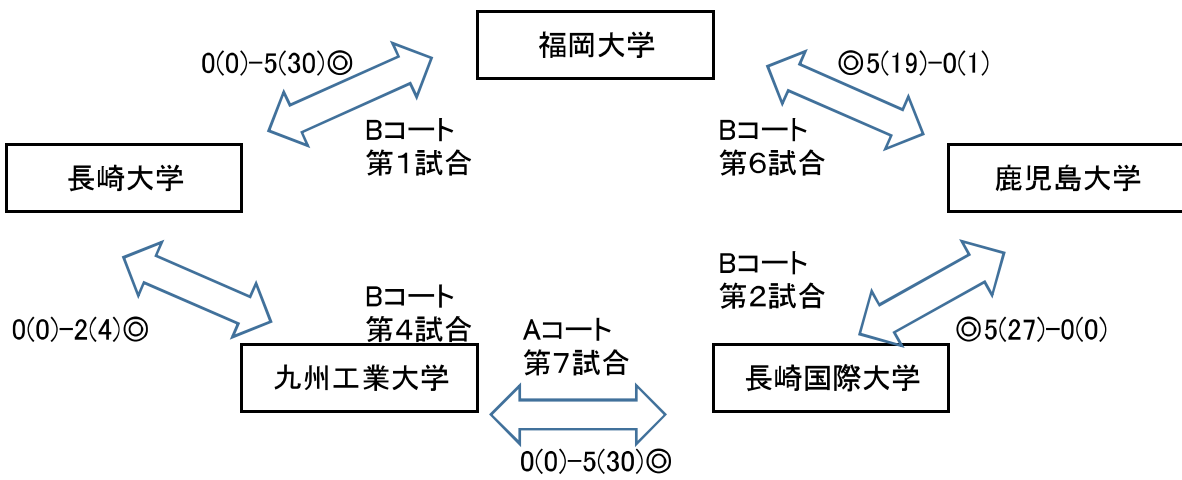 福岡大学
0(0)−5(30)◎
◎5(19)−0(1)
Bコート
第1試合
Bコート
第6試合
長崎大学
鹿児島大学
Bコート
第2試合
Bコート
第4試合
0(0)−2(4)◎
Aコート
第7試合
◎5(27)−0(0)
九州工業大学
長崎国際大学
0(0)−5(30)◎